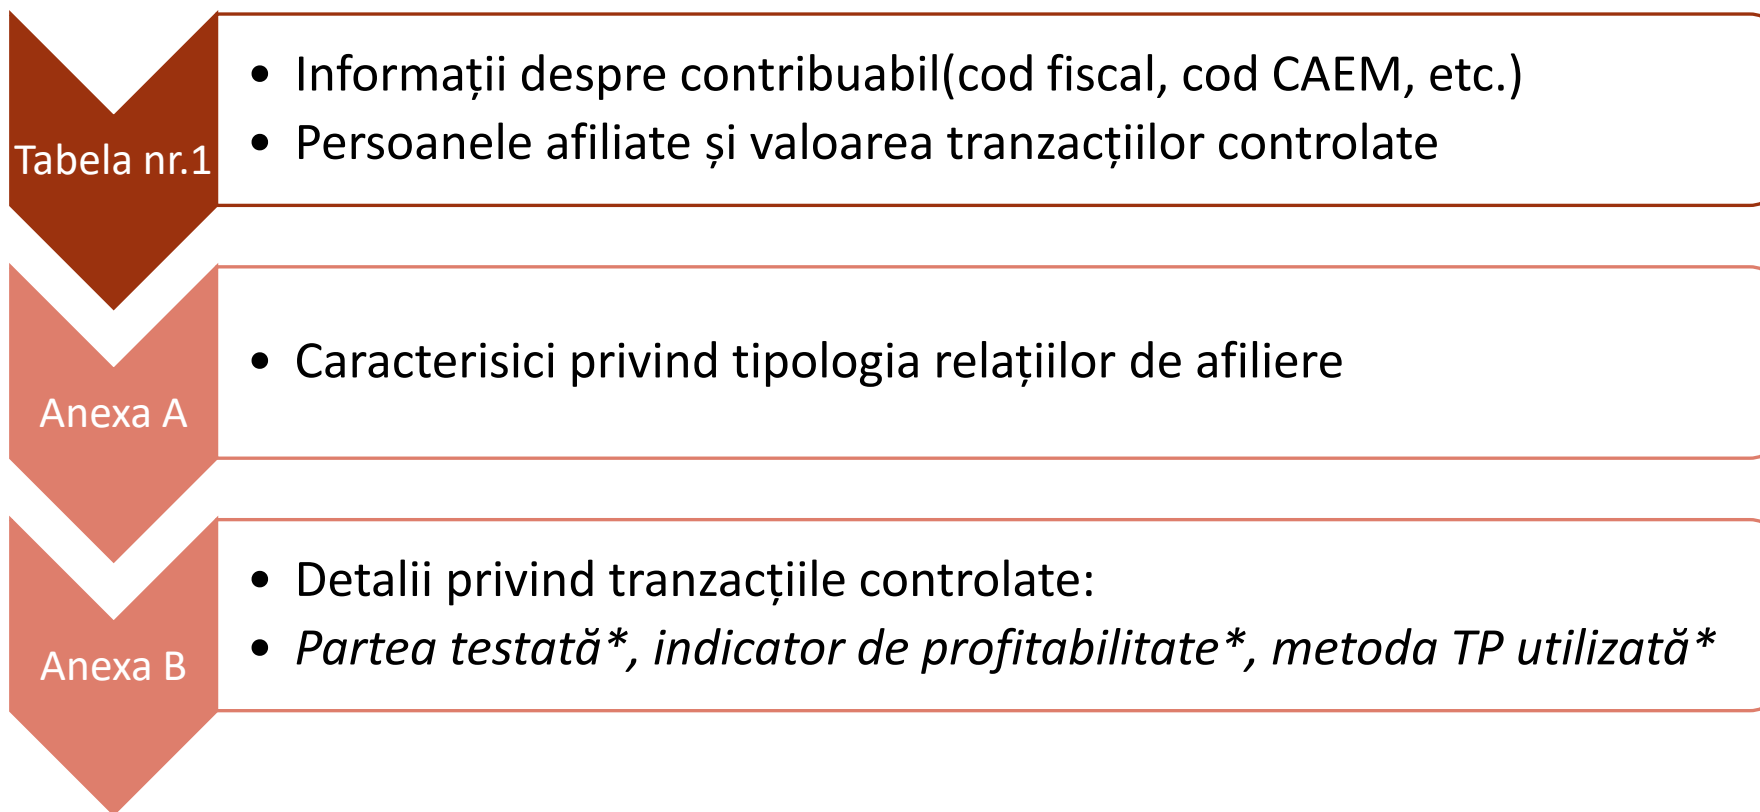 Tabela nr.1
• Informații despre contribuabil(cod fiscal, cod CAEM, etc.)
• Persoanele afiliate și valoarea tranzacțiilor controlate
Anexa A
• Caracterisici privind tipologia relațiilor de afiliere
Anexa B
• Detalii privind tranzacțiile controlate:
• Partea testată*, indicator de profitabilitate*, metoda TP utilizată*